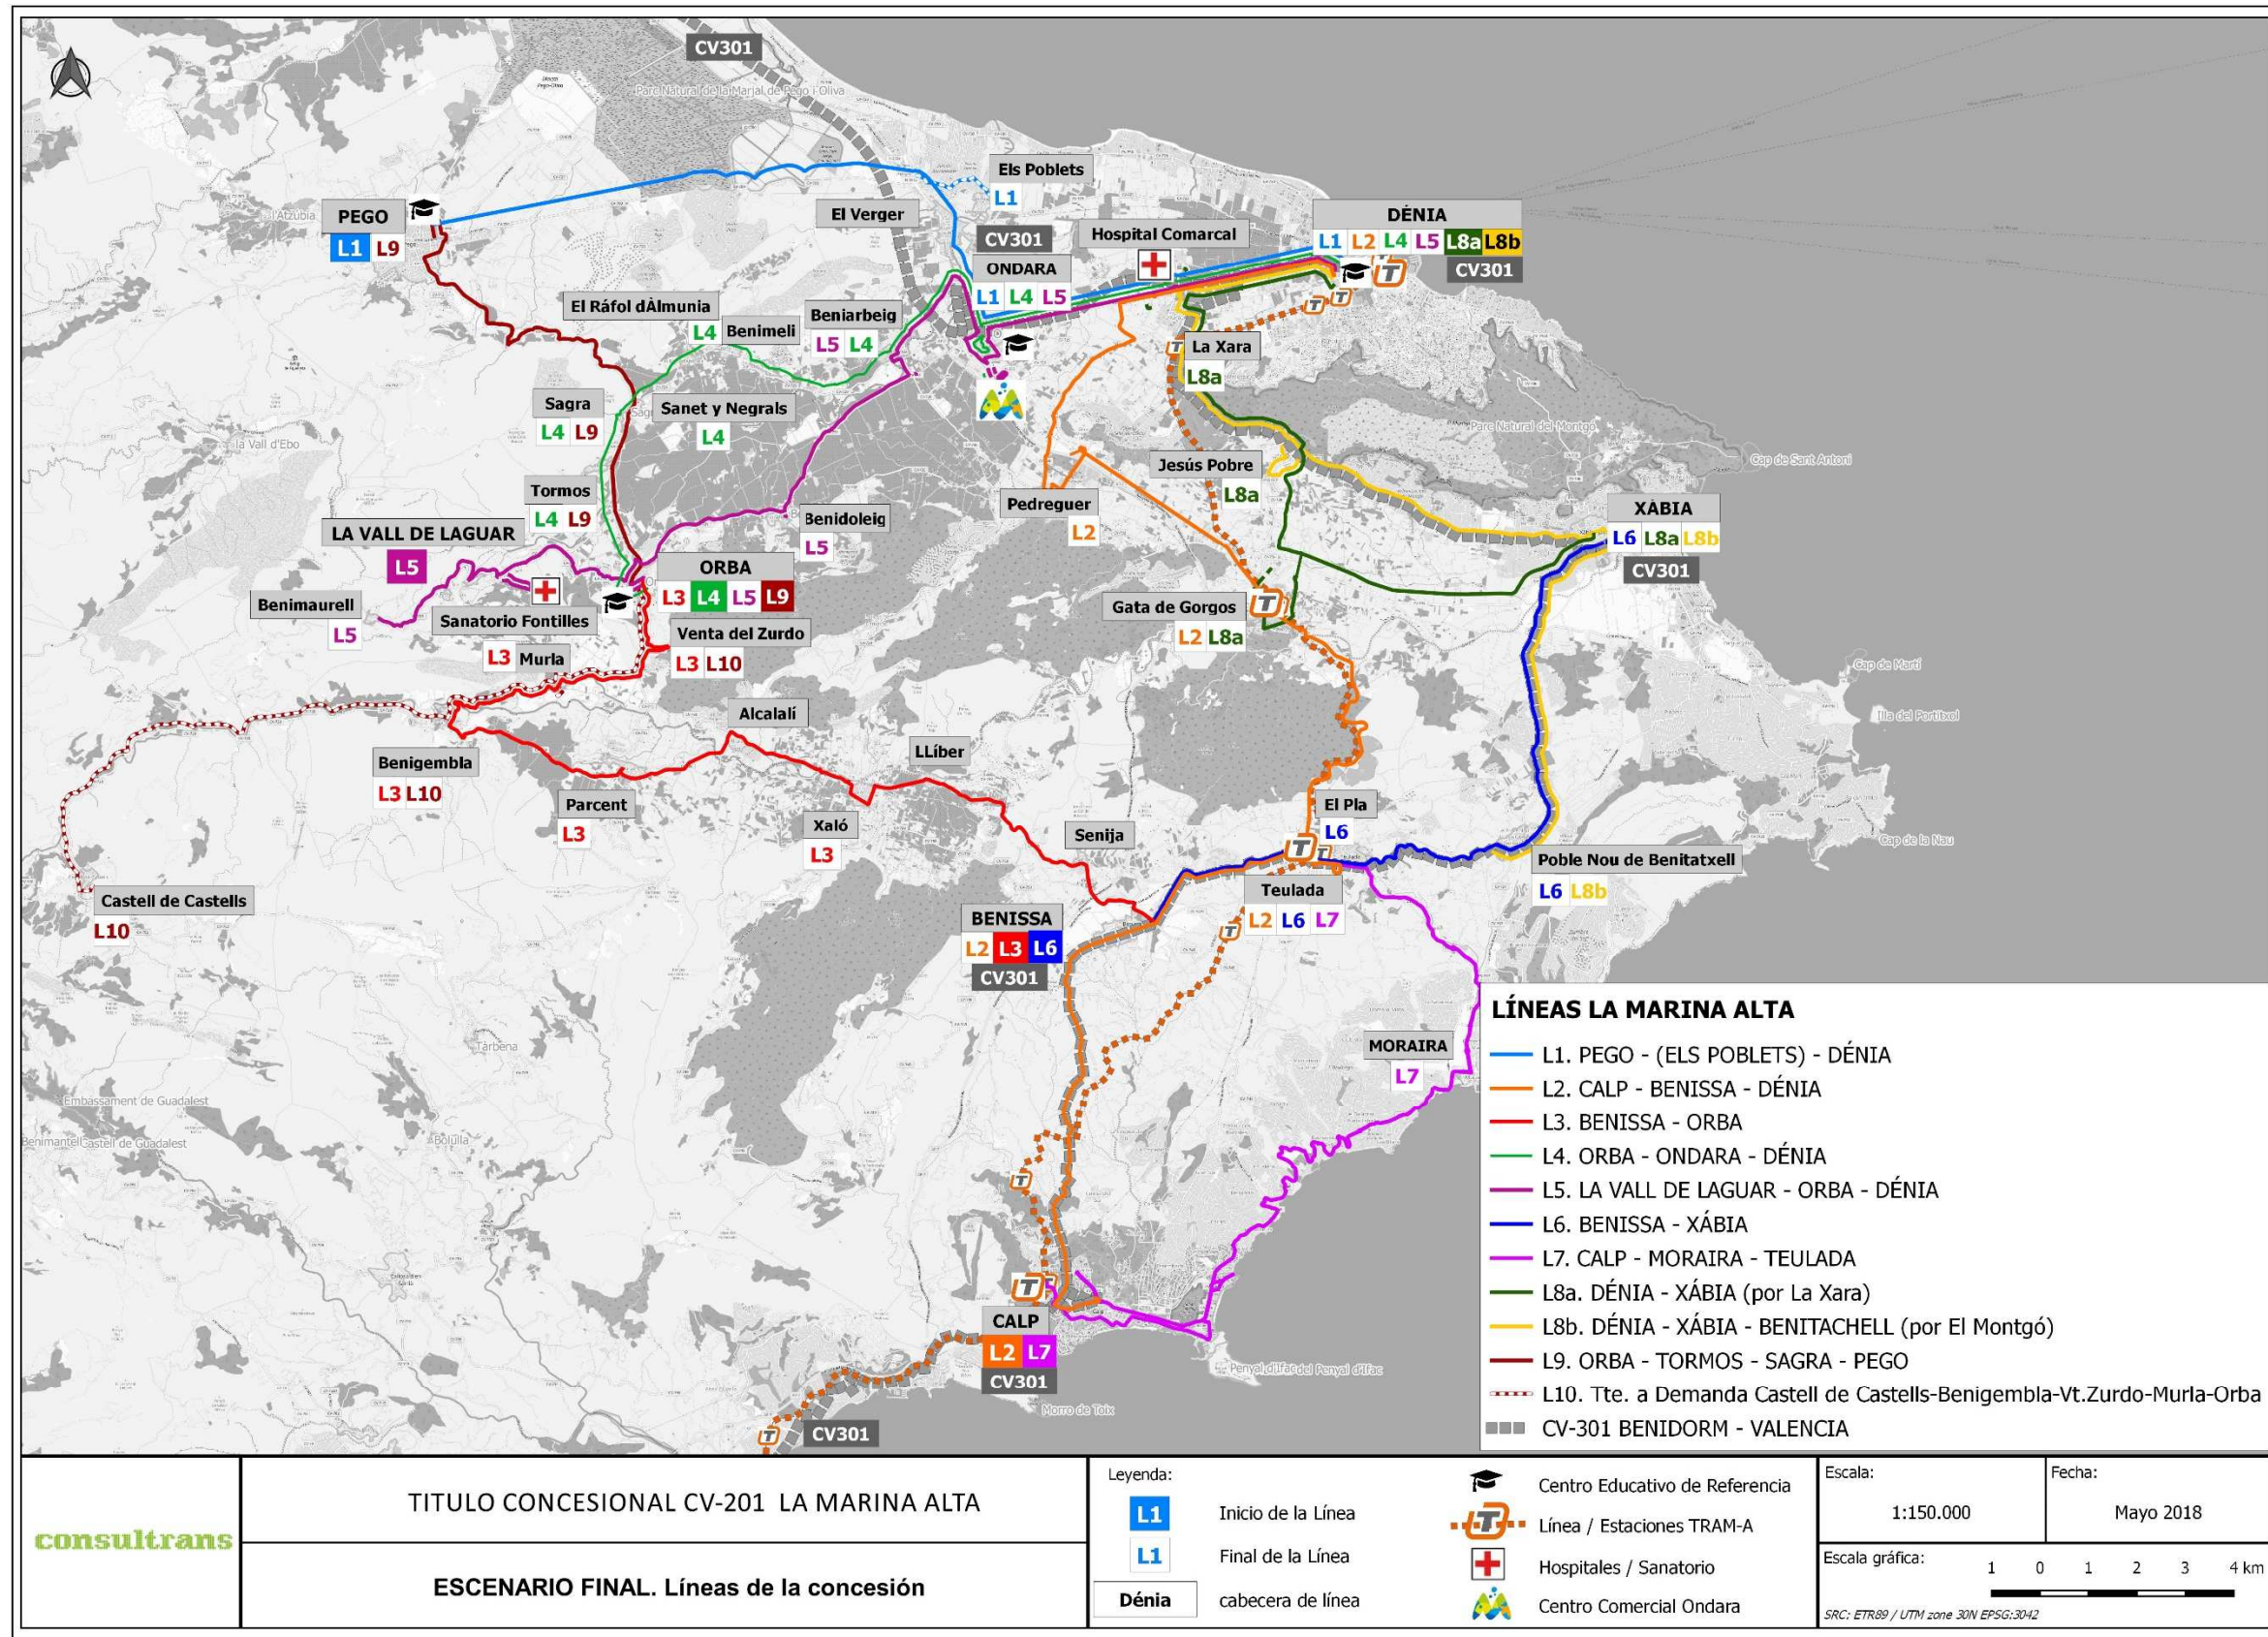 CV301
Parc Natural de la Marjal de Pego i Oliva
Els Poblets
L1
l'Atzúbia
PEGO
L1 L9
El Verger
CV301
Hospital Comarcal
DÉNIA
L1 L2 L4 L5 L8a L8b
CV301
ONDARA
L1 L4 L5
El Ráfol dÀlmunia
L4 Benimeli
Beniarbeig
L5 L4
La Xara
L8a
Sagra
L4 L9
Sanet y Negrals
L4
Parc Natural del Montgó
la Vall d'Ebo
Cap de Sant Antoni
Jesús Pobre
L8a
Tormos
L4 L9
Pedreguer
L2
XÀBIA
L6 L8a L8b
CV301
Benidoleig
L5
LA VALL DE LAGUAR
L5
ORBA
L3 L4 L5 L9
Benimaurell
L5
Sanatorio Fontilles
Gata de Gorgos
L2 L8a
Venta del Zurdo
L3 L10
L3 Murla
Cap de Martí
Illa del Portitxol
Alcalalí
LLíber
Benigembla
L3 L10
Parcent
L3
Xaló
L3
Senija
El Pla
L6
Cap de la Nau
Poble Nou de Benitatxell
L6 L8b
Castell de Castells
L10
Teulada
L2 L6 L7
BENISSA
L2 L3 L6
CV301
Tàrbena
MORAIRA
L7
Embassament de Guadalest
Benimantell
Castell de Guadalest
Bolulla
CALP
L2 L7
CV301
Penyal d'Ifac
del Penyal d'Ifac
Morro de Toix
CV301
LÍNEAS LA MARINA ALTA
L1. PEGO - (ELS POBLETS) - DÉNIA
L2. CALP - BENISSA - DÉNIA
L3. BENISSA - ORBA
L4. ORBA - ONDARA - DÉNIA
L5. LA VALL DE LAGUAR - ORBA - DÉNIA
L6. BENISSA - XÁBIA
L7. CALP - MORAIRA - TEULADA
L8a. DÉNIA - XÁBIA (por La Xara)
L8b. DÉNIA - XÁBIA - BENITACHELL (por El Montgó)
L9. ORBA - TORMOS - SAGRA - PEGO
L10. Tte. a Demanda Castell de Castells-Benigembla-Vt.Zurdo-Murla-Orba
CV-301 BENIDORM - VALENCIA
consultrans
TITULO CONCESIONAL CV-201 LA MARINA ALTA
ESCENARIO FINAL. Líneas de la concesión
Leyenda:
L1 Inicio de la Línea
L1 Final de la Línea
Dénia cabecera de línea
Centro Educativo de Referencia
T Línea / Estaciones TRAM-A
Hospitales / Sanatorio
Centro Comercial Ondara
Escala:
1:150.000
Fecha:
Mayo 2018
Escala gráfica:
1 0 1 2 3 4 km
SRC: ETR89 / UTM zone 30N EPSG:3042